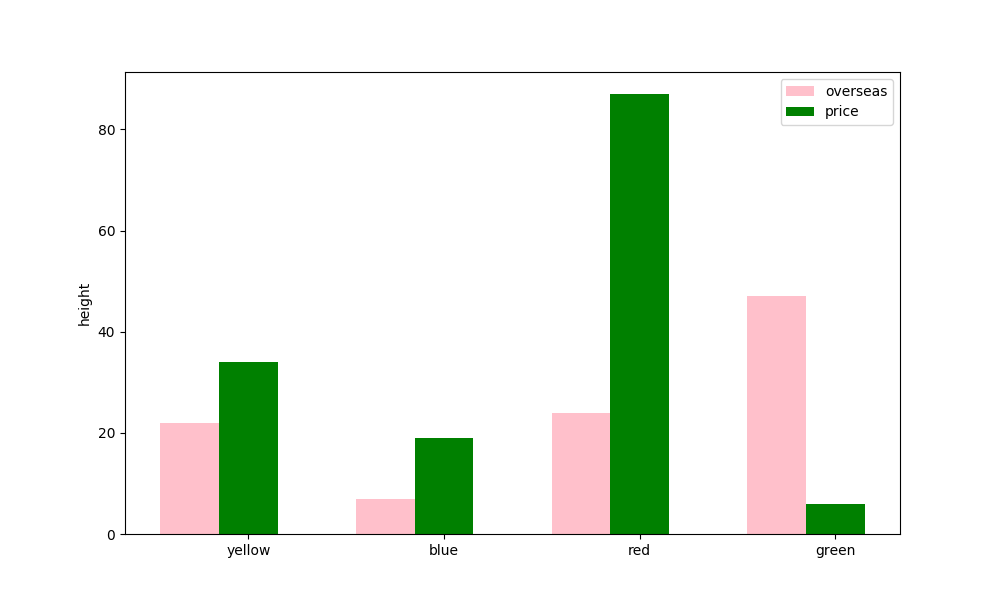 overseas
price
80
60
40
20
0
height
yellow
blue
red
green